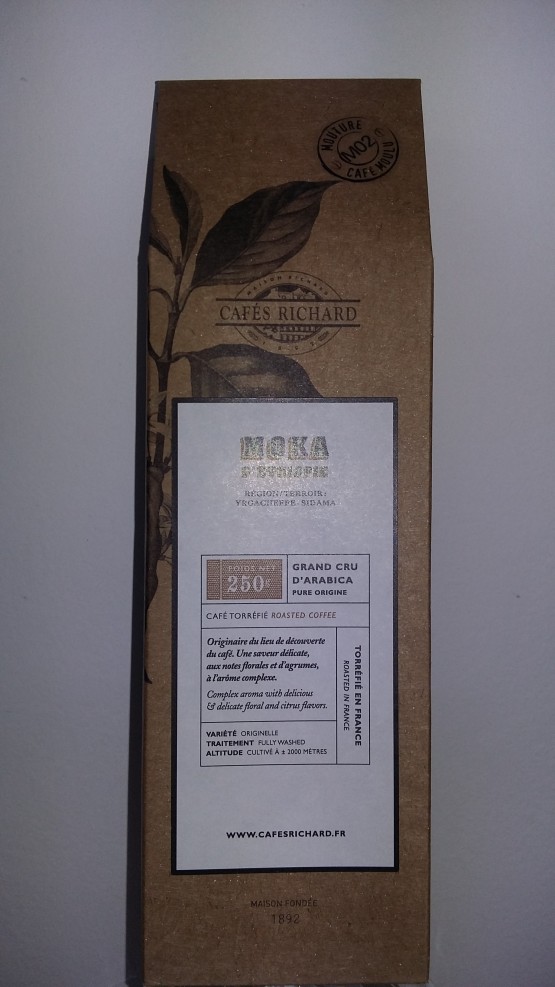 MOUTURE
M02
CAFÉ MOULU
MAISON RICHARD
CAFÉS RICHARD
MOKA
D'ETHIOPIE
RÉGION/TERROIR:
YRGACHEFFE-SIDAMA
POIDS NET
250g
GRAND CRU
D'ARABICA
PURE ORIGINE
CAFÉ TORRÉFIÉ ROASTED COFFEE
Originaire du lieu de découverte
du café. Une saveur délicate,
aux notes florales et d'agrumes,
à l'arôme complexe.
Complex aroma with delicious
& delicate floral and citrus flavors.
TORRÉFIÉ EN FRANCE
ROASTED IN FRANCE
VARIÉTÉ ORIGINELLE
TRAITEMENT FULLY WASHED
ALTITUDE CULTIVÉ À ± 2000 MÈTRES
WWW.CAFESRICHARD.FR
MAISON FONDÉE
1892